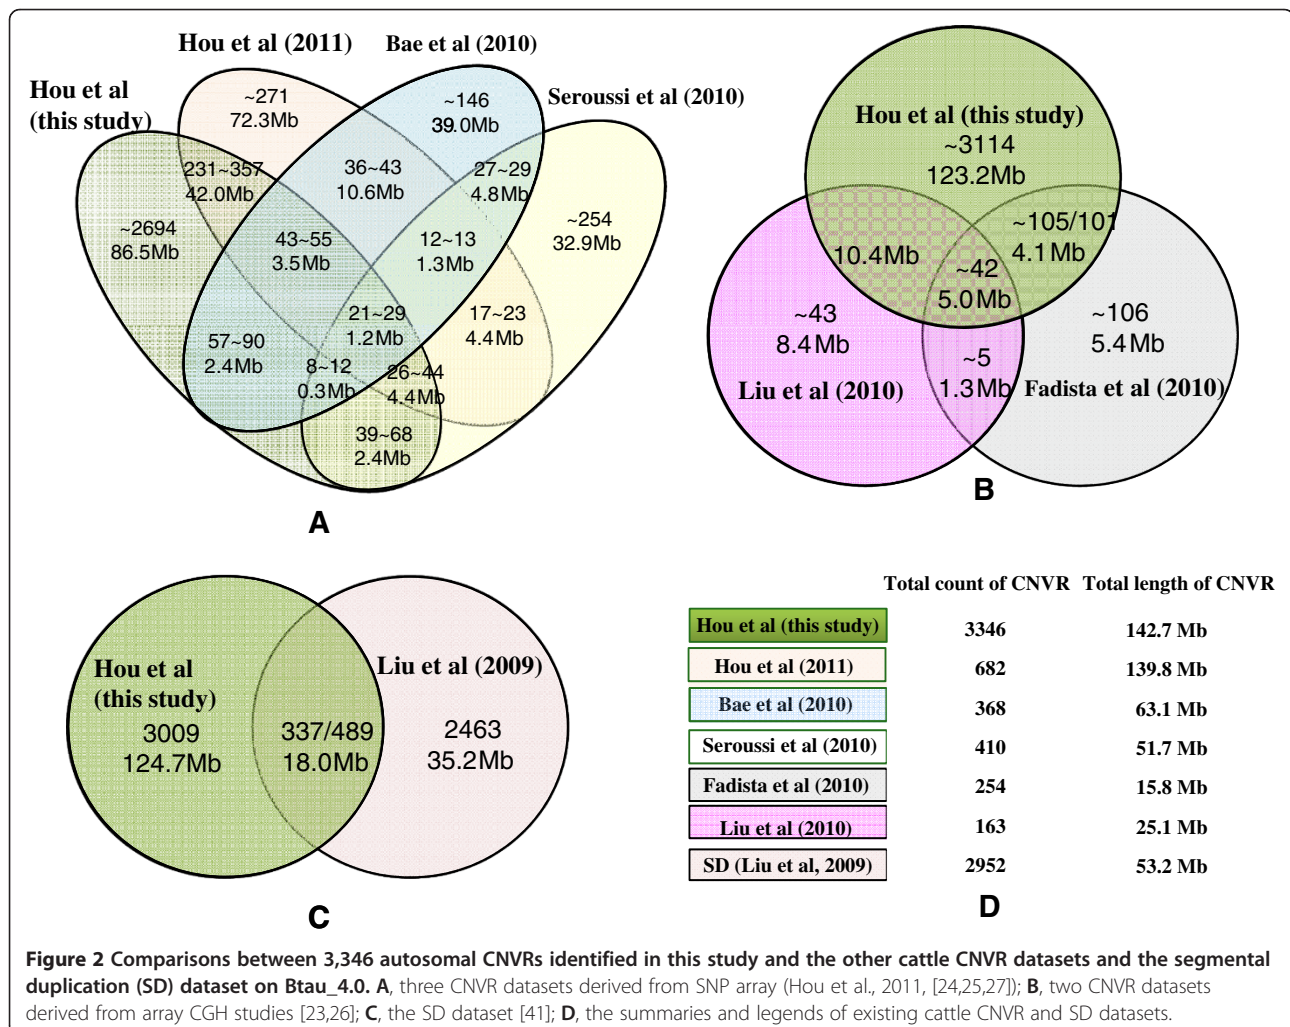 Hou et al (2011)
Bae et al (2010)
Hou et al
(this study)
Seroussi et al (2010)
~271
72.3Mb
~146
39.0Mb
231~357
42.0Mb
36~43
10.6Mb
27~29
4.8Mb
~2694
86.5Mb
43~55
3.5Mb
12~13
1.3Mb
~254
32.9Mb
21~29
1.2Mb
17~23
4.4Mb
57~90
2.4Mb
8~12
0.3Mb
26~44
4.4Mb
39~68
2.4Mb
A
Hou et al (this study)
~3114
123.2Mb
10.4Mb
~105/101
4.1Mb
~42
5.0Mb
~43
8.4Mb
~106
5.4Mb
~5
1.3Mb
Liu et al (2010)
Fadista et al (2010)
B
Hou et al
(this study)
3009
124.7Mb
337/489
18.0Mb
Liu et al (2009)
2463
35.2Mb
C
Total count of CNVR Total length of CNVR
Hou et al (this study) 3346 142.7 Mb
Hou et al (2011) 682 139.8 Mb
Bae et al (2010) 368 63.1 Mb
Seroussi et al (2010) 410 51.7 Mb
Fadista et al (2010) 254 15.8 Mb
Liu et al (2010) 163 25.1 Mb
SD (Liu et al, 2009) 2952 53.2 Mb
D
Figure 2 Comparisons between 3,346 autosomal CNVRs identified in this study and the other cattle CNVR datasets and the segmental
duplication (SD) dataset on Btau_4.0. A, three CNVR datasets derived from SNP array (Hou et al., 2011, [24,25,27]); B, two CNVR datasets
derived from array CGH studies [23,26]; C, the SD dataset [41]; D, the summaries and legends of existing cattle CNVR and SD datasets.